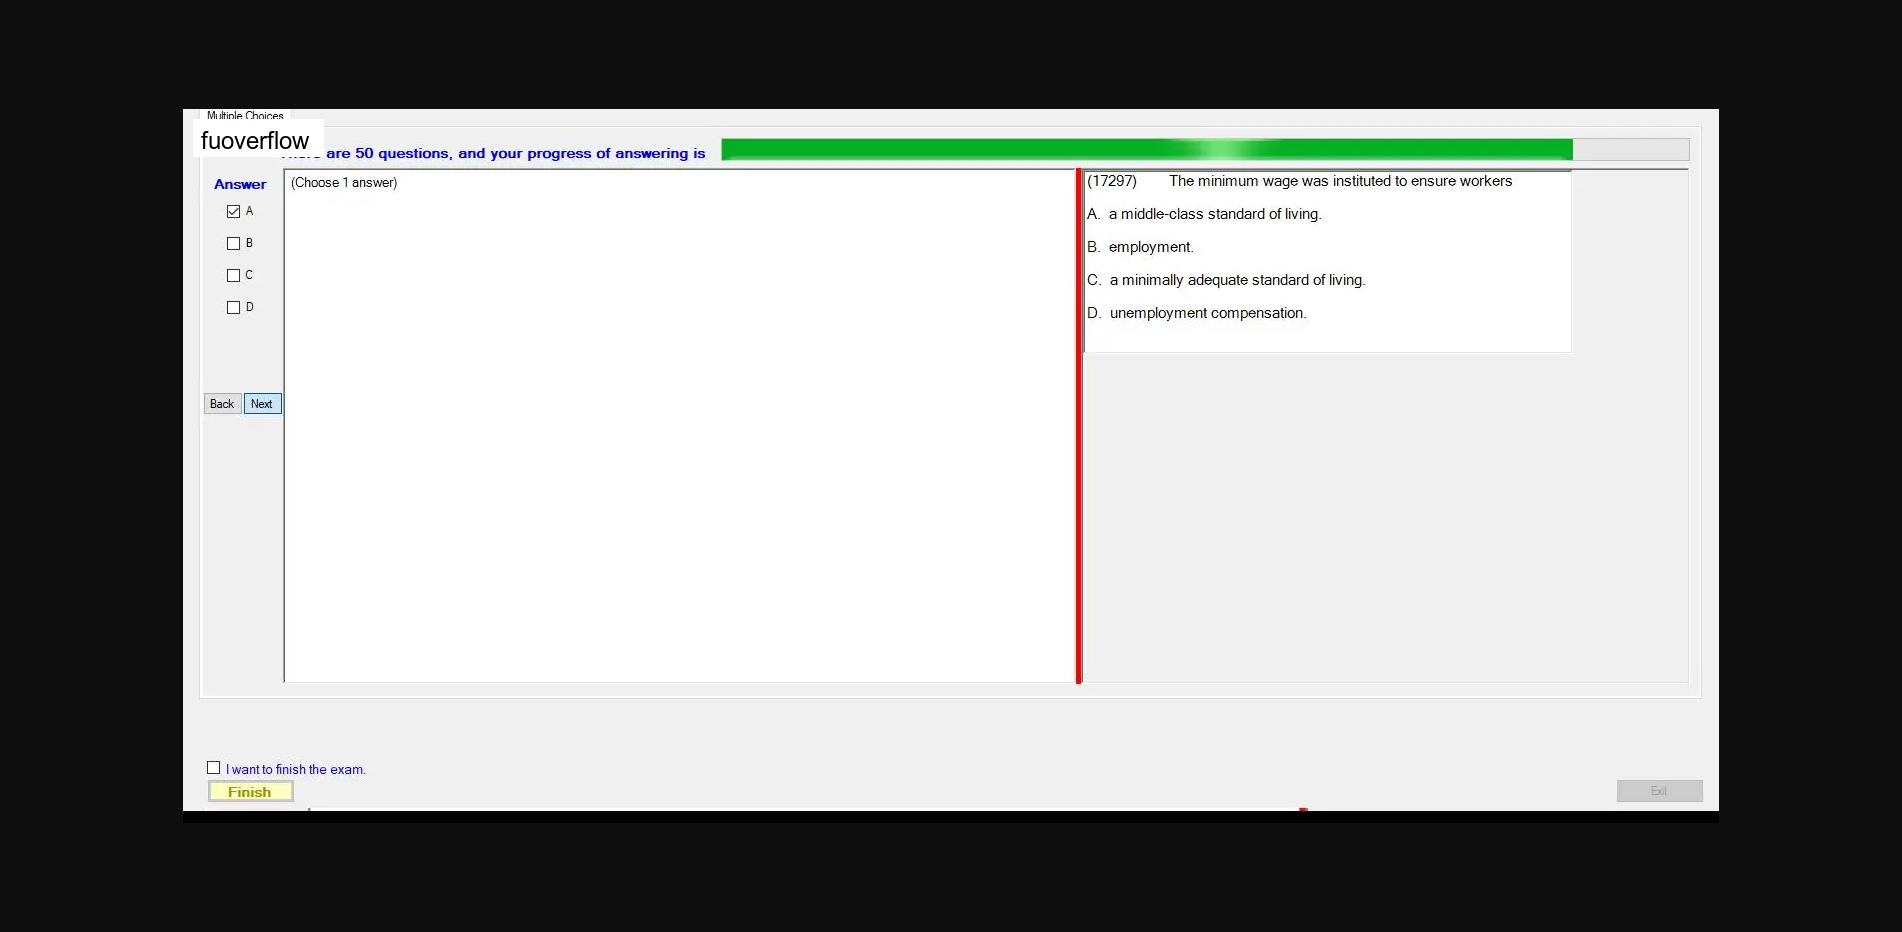 Multiple Choices
fuoverflow
are 50 questions, and your progress of answering is
Answer
(Choose 1 answer)
A
B
C
D
Back Next
(17297) The minimum wage was instituted to ensure workers
A. a middle-class standard of living.
B. employment.
C. a minimally adequate standard of living.
D. unemployment compensation.
I want to finish the exam.
Finish
Exit